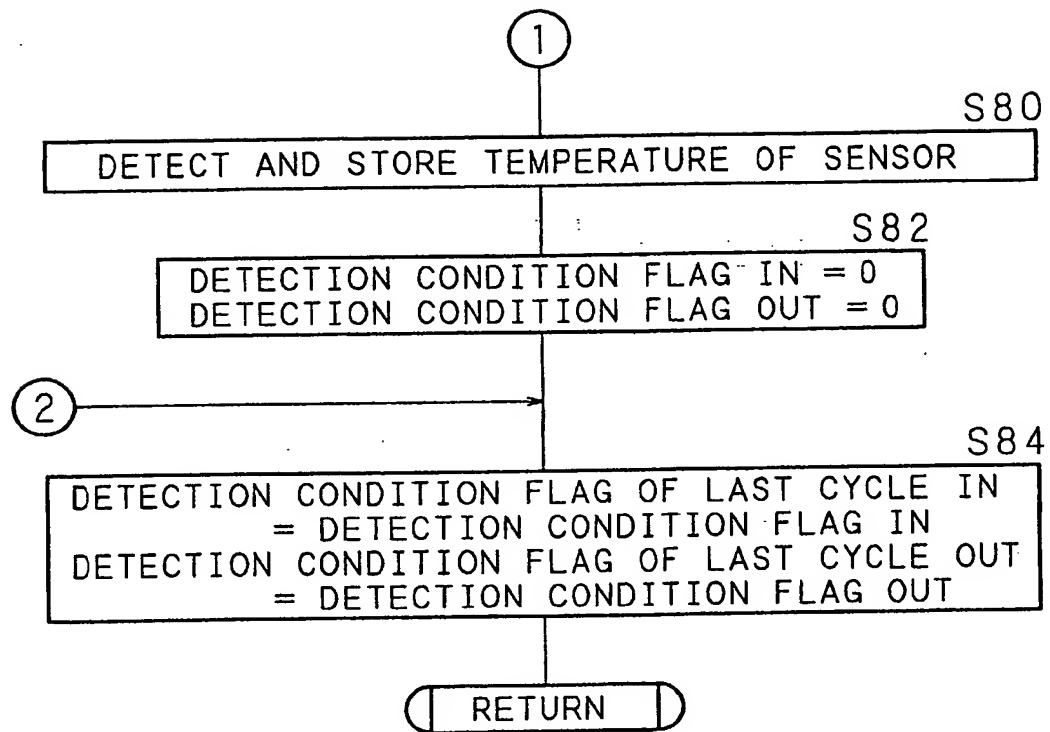 1
S80
DETECT AND STORE TEMPERATURE OF SENSOR
S82
DETECTION CONDITION FLAG IN = 0
DETECTION CONDITION FLAG OUT = 0
2
S84
DETECTION CONDITION FLAG OF LAST CYCLE IN
= DETECTION CONDITION FLAG IN
DETECTION CONDITION FLAG OF LAST CYCLE OUT
= DETECTION CONDITION FLAG OUT
RETURN